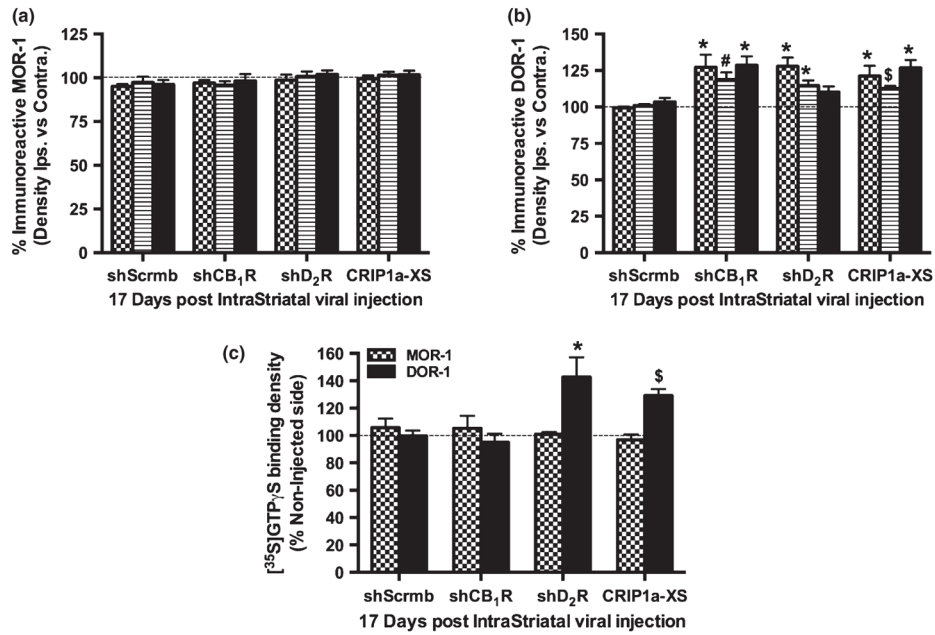 (a)
% Immunoreactive MOR-1
(Density Ips. vs Contra.)
125
100
75
50
25
0
shScrmb shCB₁R shD₂R CRIP1a-XS
17 Days post IntraStriatal viral injection
(b)
% Immunoreactive DOR-1
(Density Ips. vs Contra.)
150
125
100
75
50
25
0
* # * * * * $ *
shScrmb shCB₁R shD₂R CRIP1a-XS
17 Days post IntraStriatal viral injection
(c)
[³⁵S]GTPγS binding density
(% Non-Injected side)
160
140
120
100
80
60
40
20
0
MOR-1
DOR-1
* $
shScrmb shCB₁R shD₂R CRIP1a-XS
17 Days post IntraStriatal viral injection